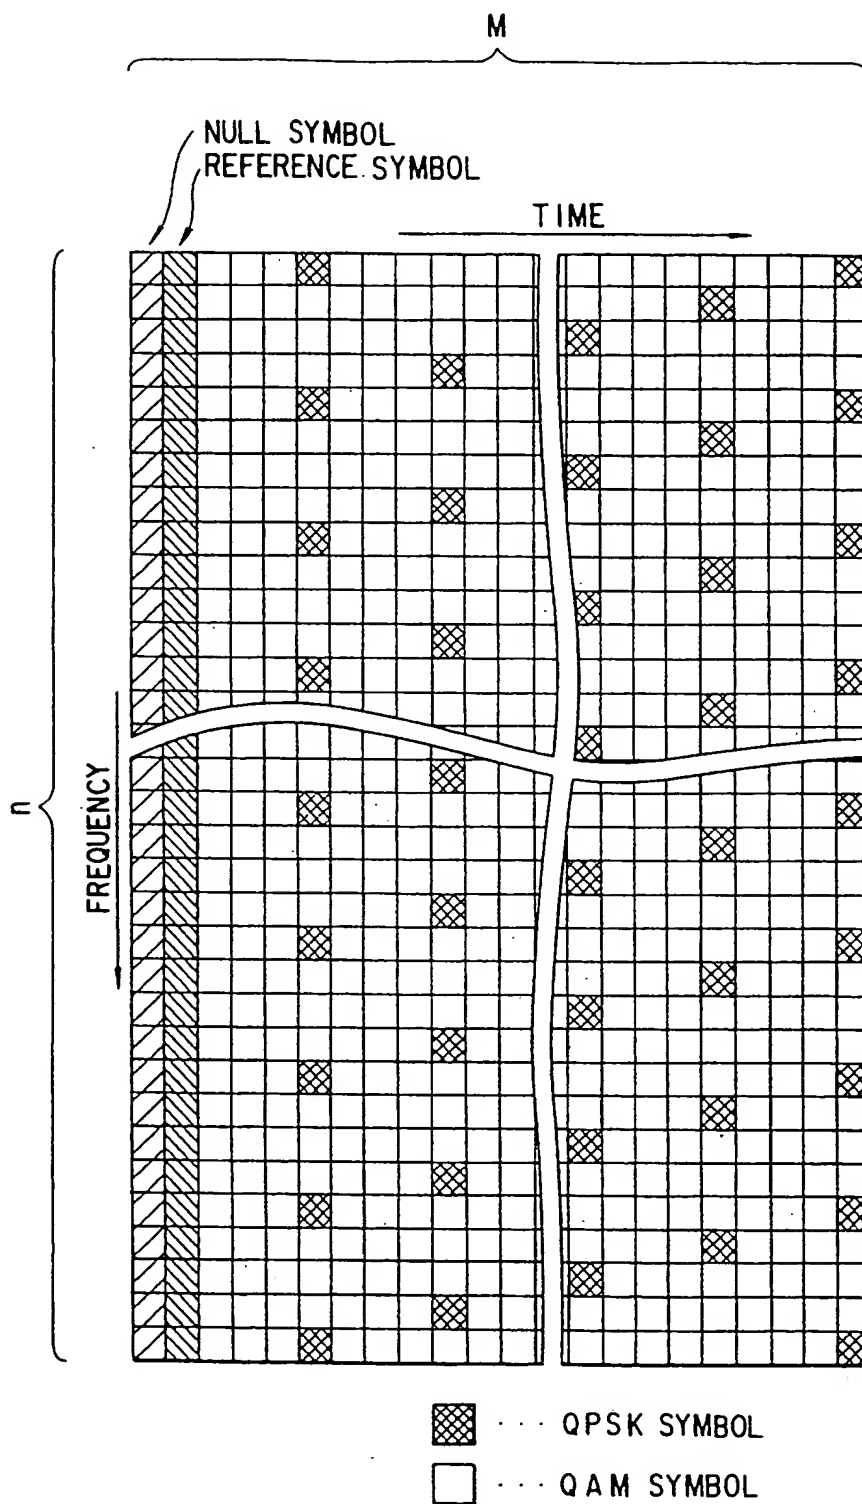 M
NULL SYMBOL
REFERENCE SYMBOL
TIME
n
FREQUENCY
··· QPSK SYMBOL
··· QAM SYMBOL